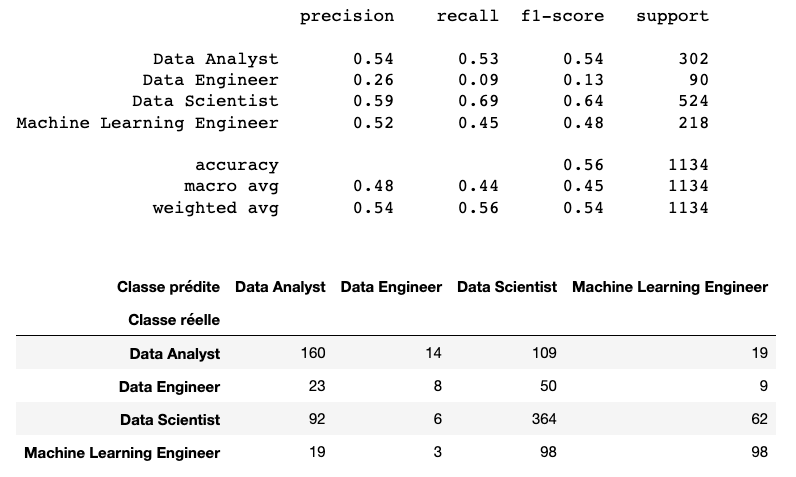 precision recall f1-score support
Data Analyst 0.54 0.53 0.54 302
Data Engineer 0.26 0.09 0.13 90
Data Scientist 0.59 0.69 0.64 524
Machine Learning Engineer 0.52 0.45 0.48 218
accuracy 0.56 1134
macro avg 0.48 0.44 0.45 1134
weighted avg 0.54 0.56 0.54 1134
Classe prédite Data Analyst Data Engineer Data Scientist Machine Learning Engineer
Classe réelle
Data Analyst 160 14 109 19
Data Engineer 23 8 50 9
Data Scientist 92 6 364 62
Machine Learning Engineer 19 3 98 98